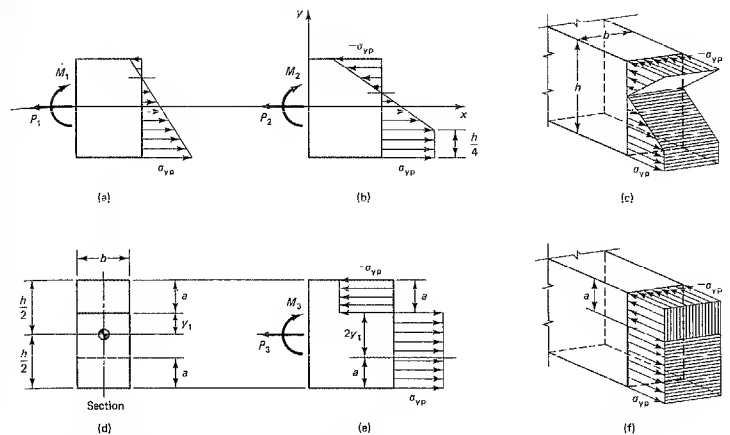 M₁
P₁
σyp
(a)
y
−σyp
M₂
P₂
x
h/4
σyp
(b)
b
−σyp
h
σyp
(c)
b
h/2
h/2
a
y₁
a
Section
(d)
−σyp
a
M₃
P₃
2y₁
a
σyp
(e)
−σyp
a
σyp
(f)